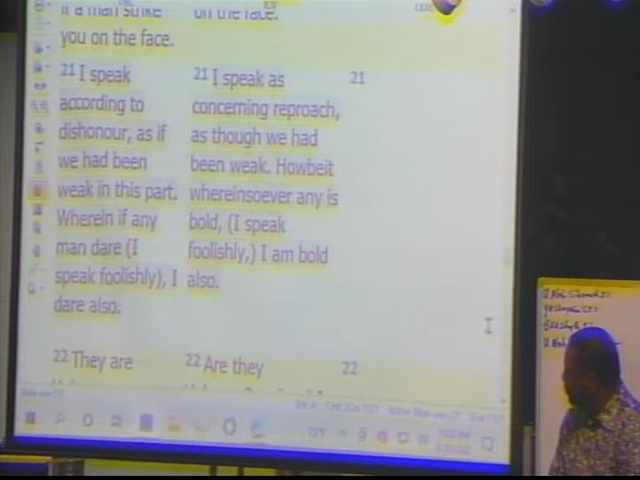 if a man strike
on the face.
you on the face.
21 I speak
according to
dishonour, as if
we had been
weak in this part.
Wherein if any
man dare (I
speak foolishly), I
dare also.
21 I speak as
concerning reproach,
as though we had
been weak. Howbeit
whereinsoever any is
bold, (I speak
foolishly,) I am bold
also.
21
22 They are
22 Are they
22